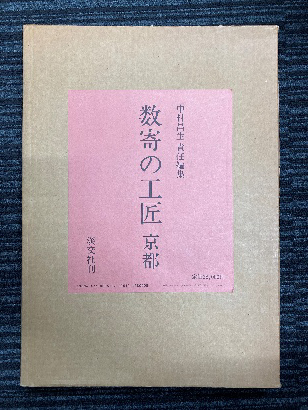 中村昌生 責任編集
数寄の工匠 京都
淡交社刊